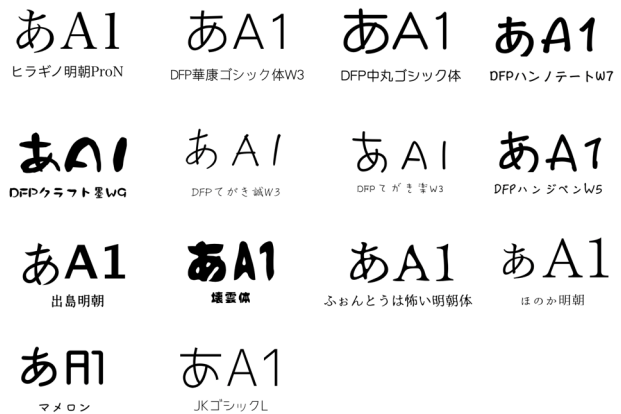 あA1
ヒラギノ明朝ProN
あA1
DFP華康ゴシック体W3
あA1
DFP中丸ゴシック体
あA1
DFPハンノテートW7
あA1
DFPクラフト墨W9
あA1
DFPてがき誠W3
あA1
DFPてがき楽W3
あA1
DFPハンジペンW5
あA1
出島明朝
あA1
壊雲体
あA1
ふぉんとうは怖い明朝体
あA1
ほのか明朝
あA1
マメロン
あA1
JKゴシックL